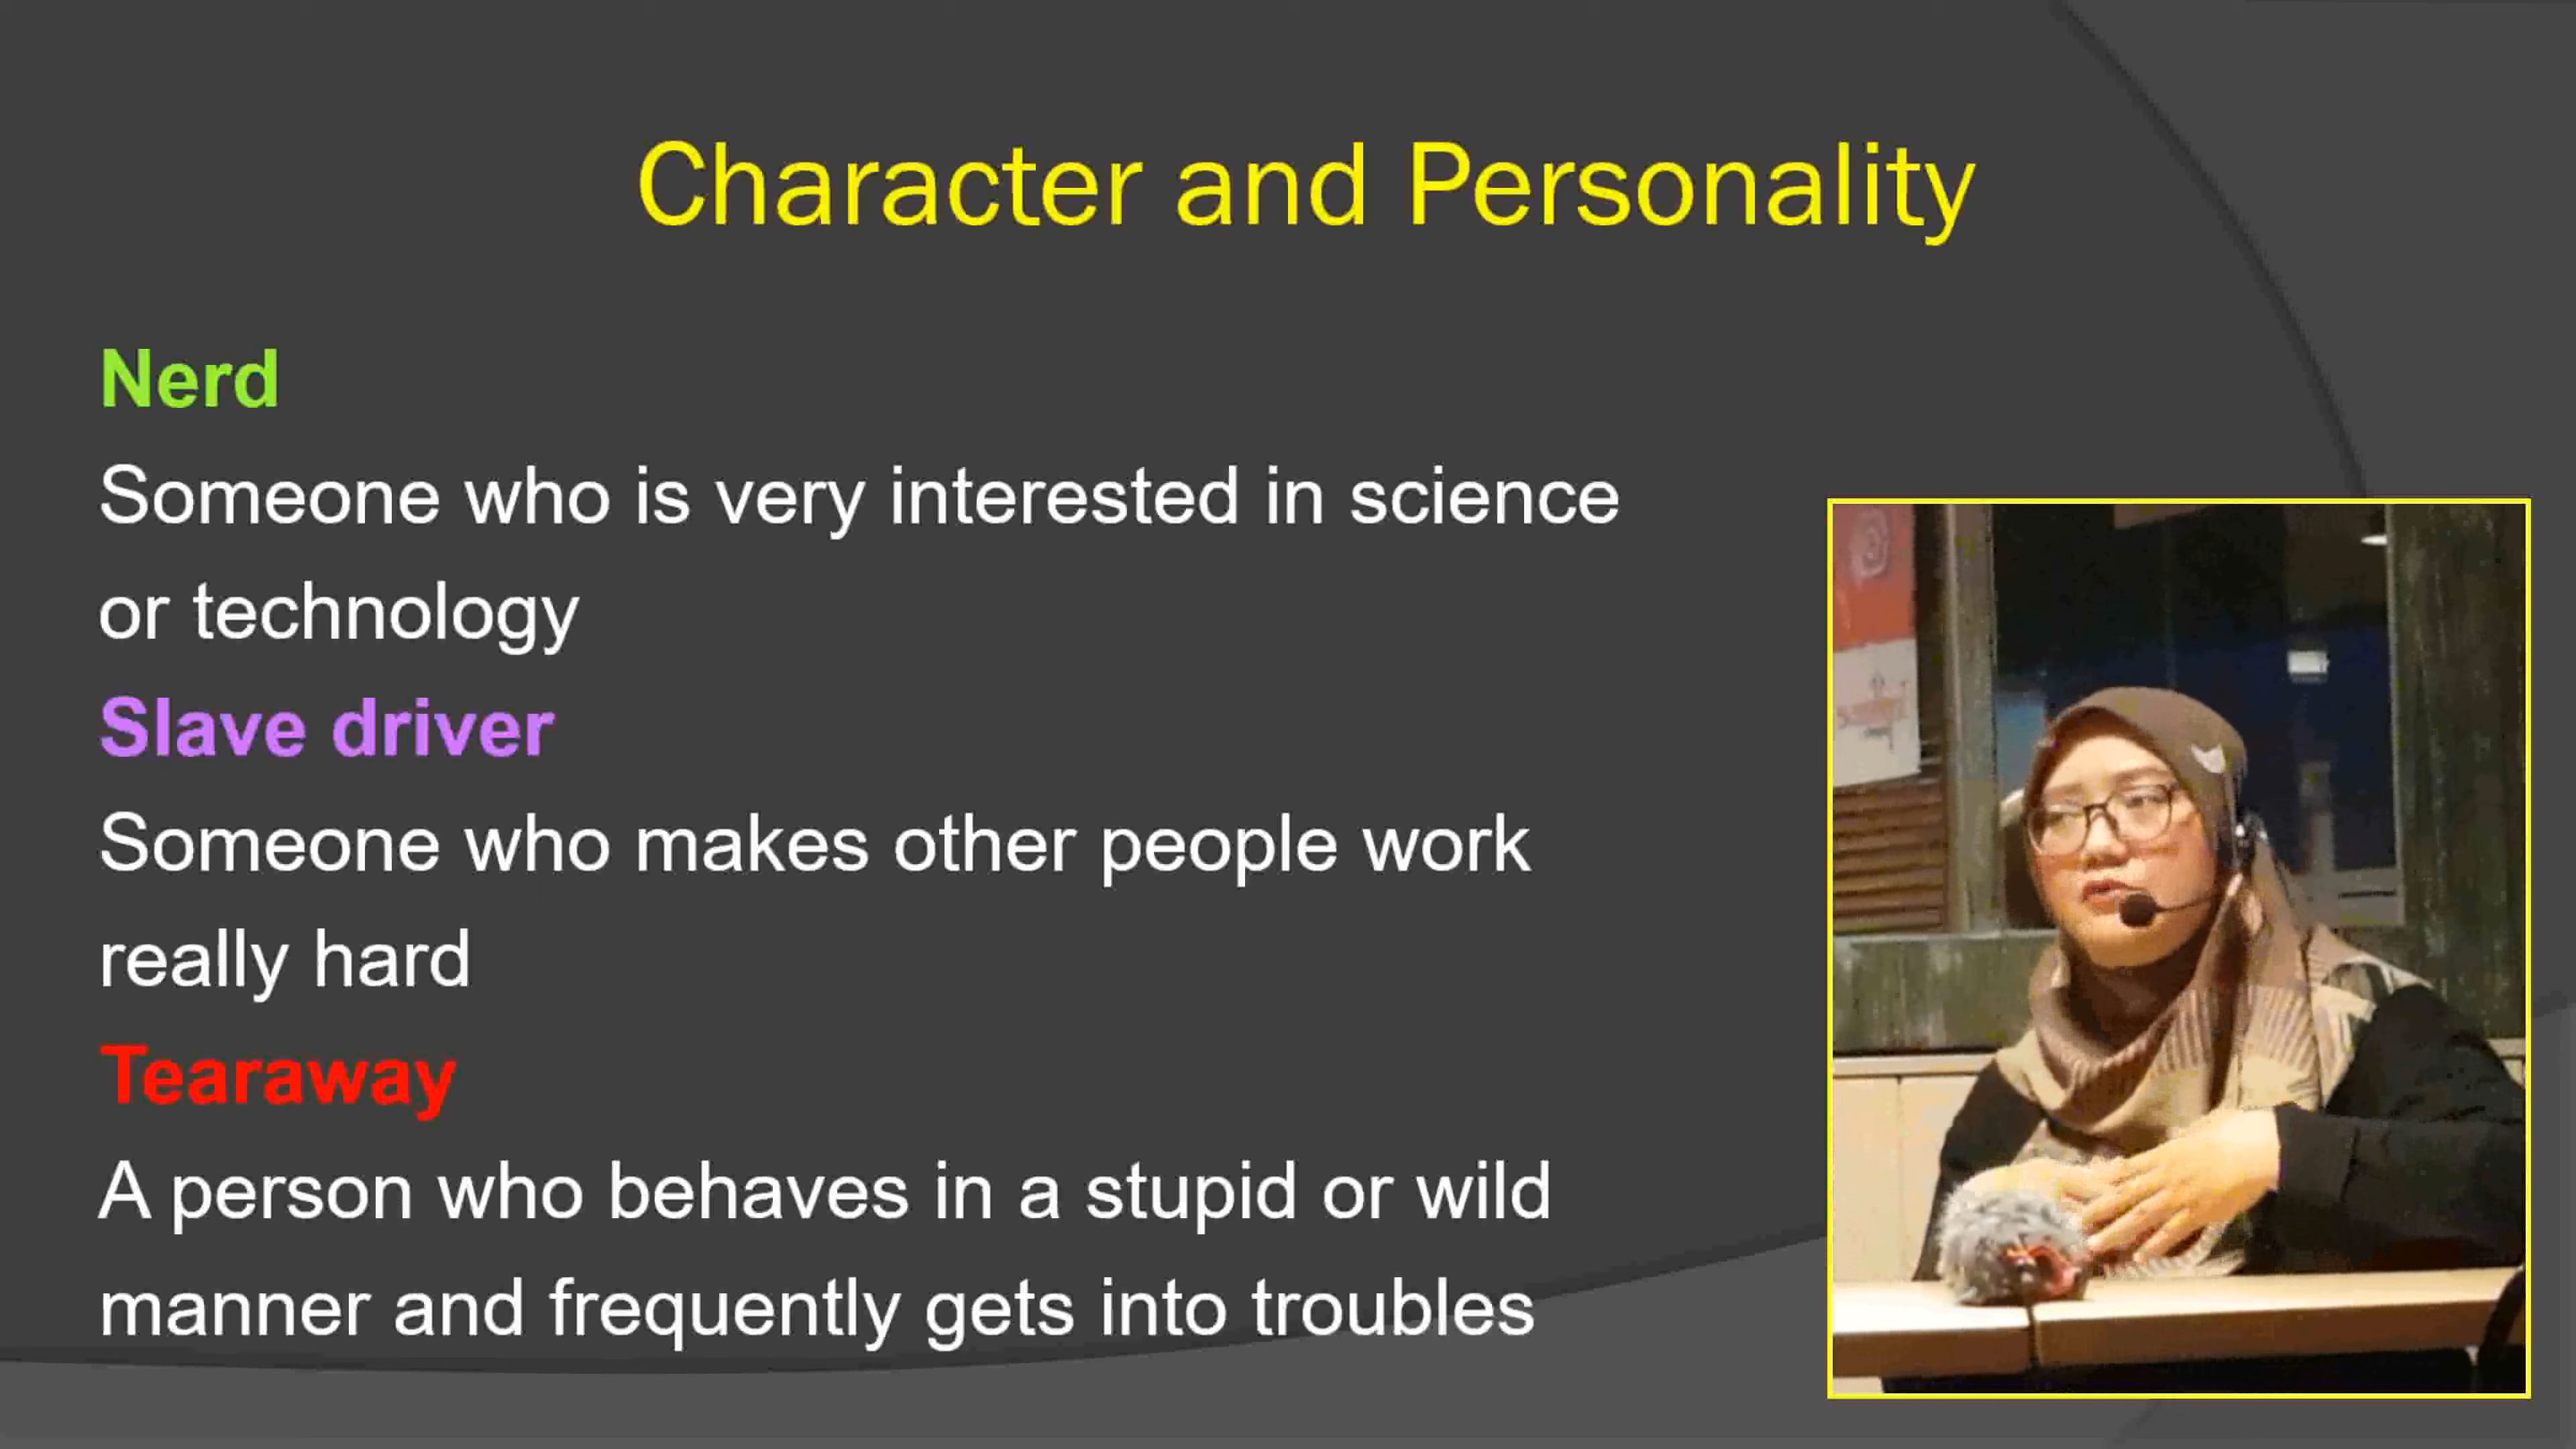 Character and Personality
Nerd
Someone who is very interested in science
or technology
Slave driver
Someone who makes other people work
really hard
Tearaway
A person who behaves in a stupid or wild
manner and frequently gets into troubles